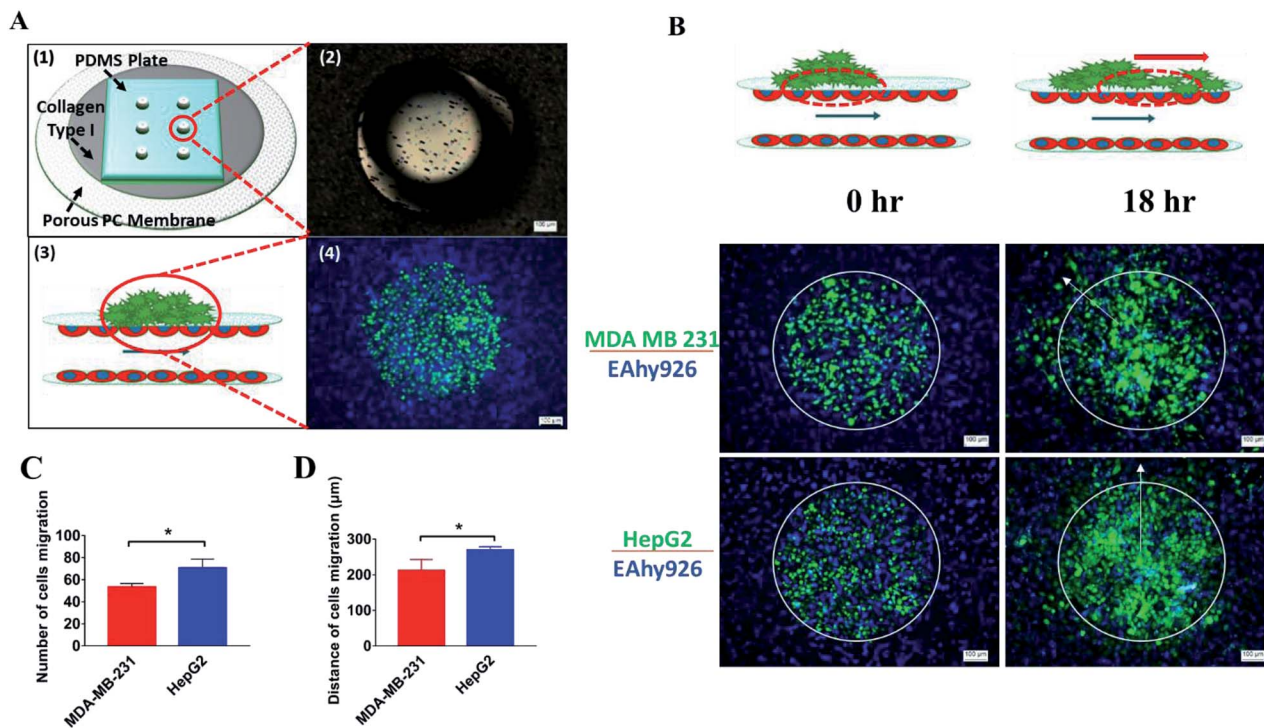 A
(1)
PDMS Plate
Collagen
Type I
Porous PC Membrane
(2)
100 µm
(3)
(4)
100 µm
B
0 hr
18 hr
MDA MB 231
EAhy926
100 µm
100 µm
HepG2
EAhy926
100 µm
100 µm
C
Number of cells migration
100
80
60
40
20
0
*
MDA-MB-231
HepG2
D
Distance of cells migration (µm)
300
200
100
0
*
MDA-MB-231
HepG2